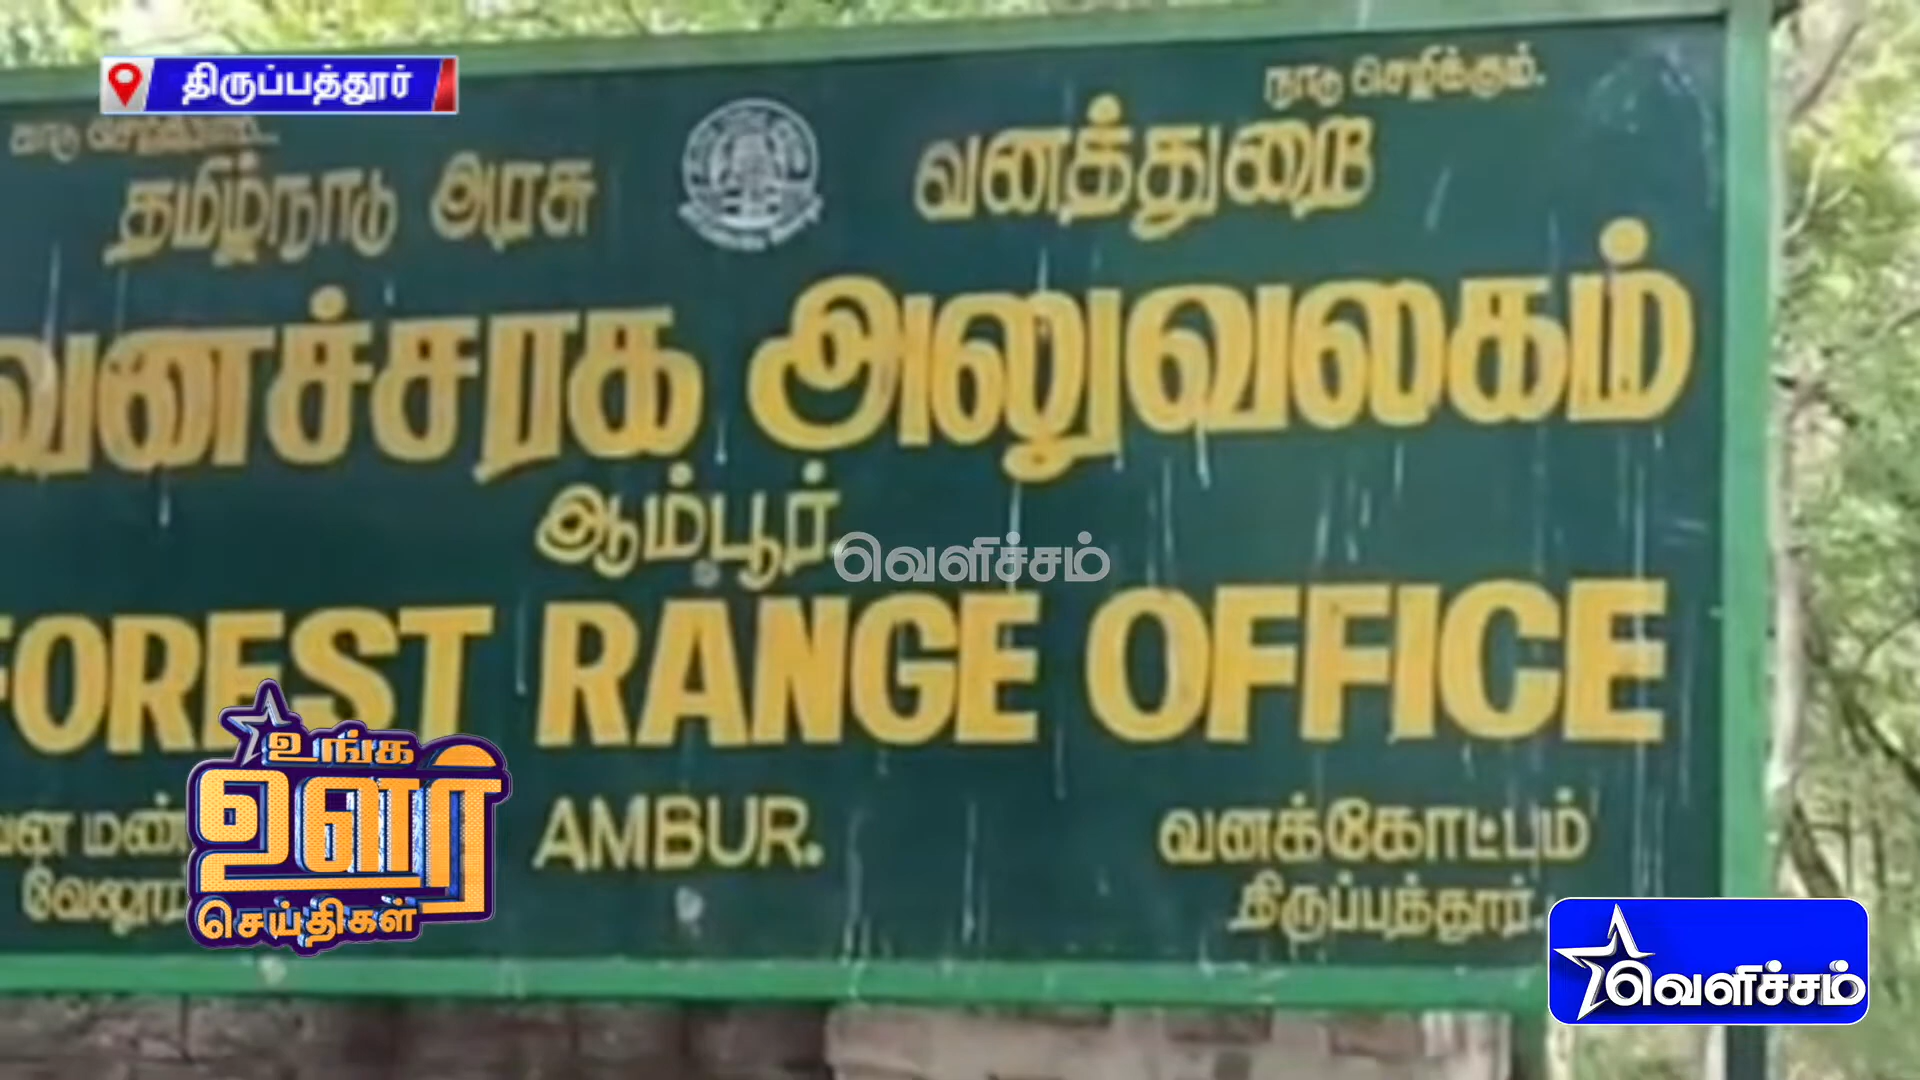 திருப்பத்தூர்
நாடு செழிக்கும்.
தமிழ்நாடு அரசு
வனத்துறை
வனச்சரக அலுவலகம்
ஆம்பூர்.
வெளிச்சம்
FOREST RANGE OFFICE
உங்க
ஊர்
செய்திகள்
AMBUR.
வனக்கோட்டம்
திருப்பத்தூர்.
வெளிச்சம்